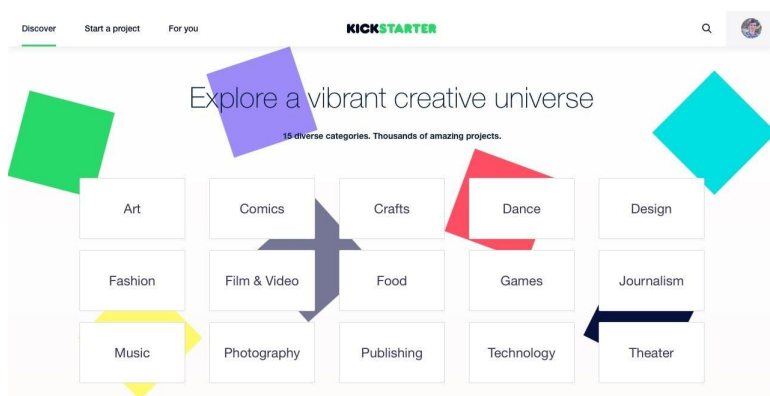 Discover Start a project For you KICKSTARTER
Explore a vibrant creative universe
15 diverse categories. Thousands of amazing projects.
Art Comics Crafts Dance Design
Fashion Film & Video Food Games Journalism
Music Photography Publishing Technology Theater